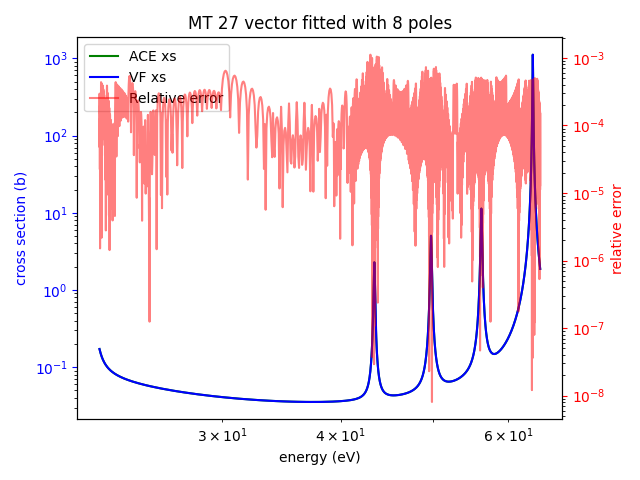 MT 27 vector fitted with 8 poles
ACE xs
VF xs
Relative error
cross section (b)
10³
10²
10¹
10⁰
10⁻¹
10⁻³
10⁻⁴
10⁻⁵
10⁻⁶
10⁻⁷
10⁻⁸
relative error
3 × 10¹
4 × 10¹
6 × 10¹
energy (eV)